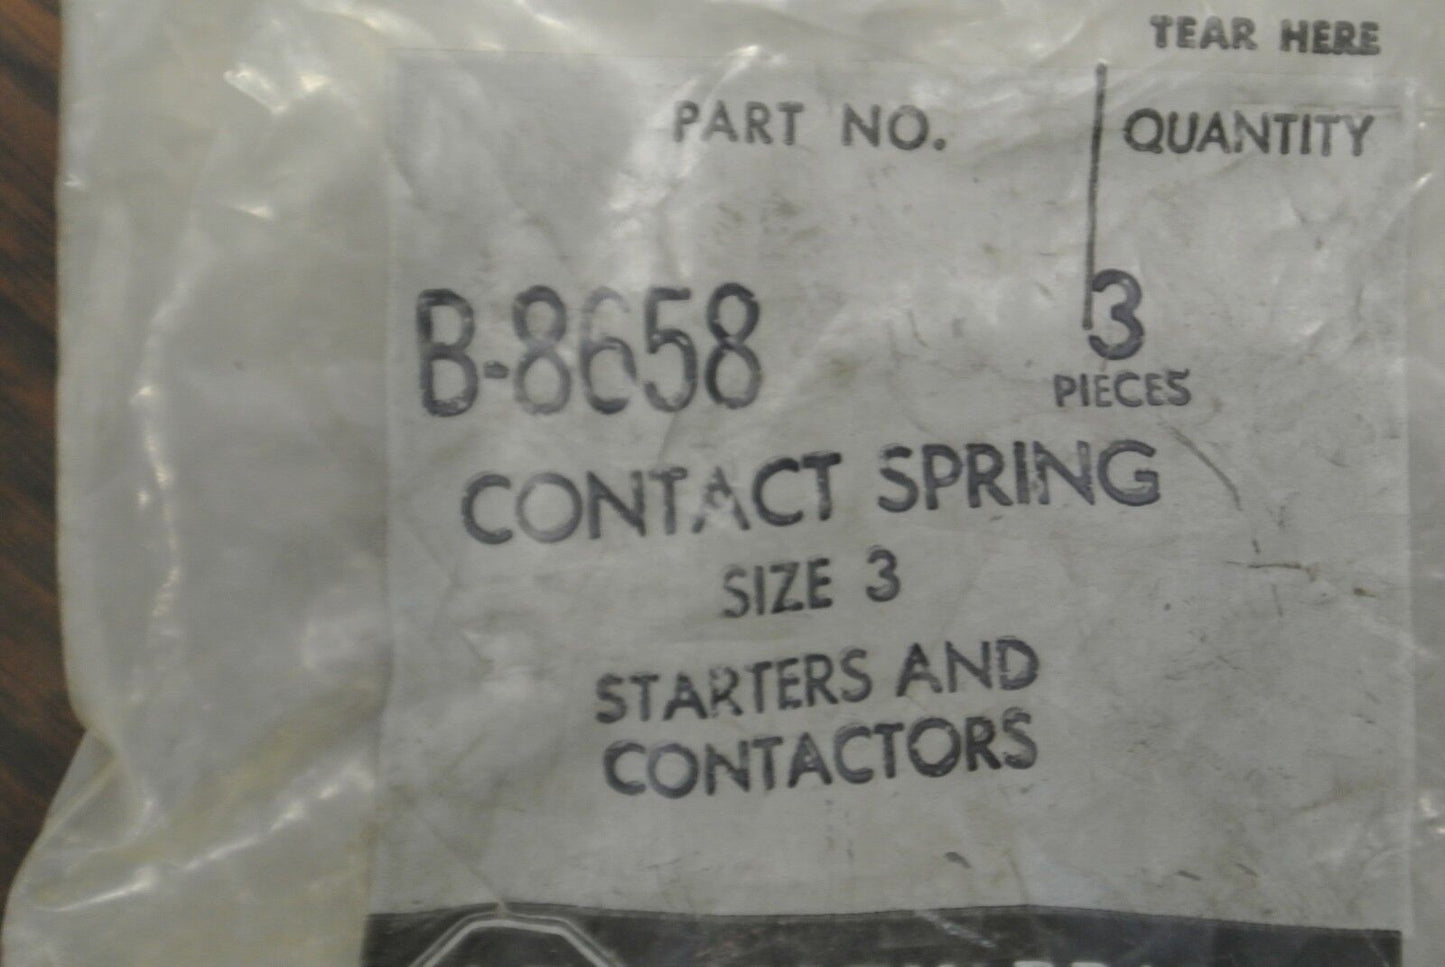 TEAR HERE
PART NO. QUANTITY
B-8658 3
PIECES
CONTACT SPRING
SIZE 3
STARTERS AND
CONTACTORS